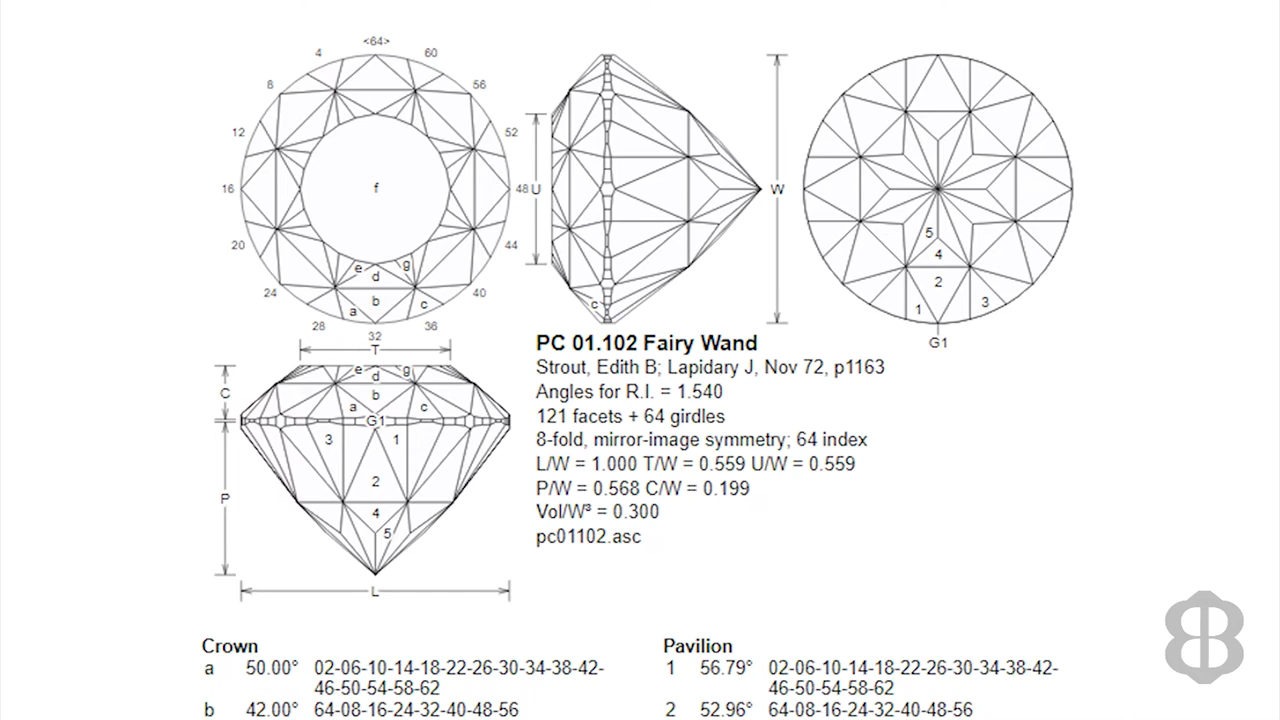 <64>
4
60
8
56
12
52
16
f
48
U
W
20
44
24
40
28
36
32
e
g
d
b
a
c
T
c
5
4
2
1
3
G1
C
e
g
d
b
a
c
G1
3
1
2
4
5
P
L
PC 01.102 Fairy Wand
Strout, Edith B; Lapidary J, Nov 72, p1163
Angles for R.I. = 1.540
121 facets + 64 girdles
8-fold, mirror-image symmetry; 64 index
L/W = 1.000 T/W = 0.559 U/W = 0.559
P/W = 0.568 C/W = 0.199
Vol/W³ = 0.300
pc01102.asc
Crown
a 50.00° 02-06-10-14-18-22-26-30-34-38-42-
46-50-54-58-62
b 42.00° 64-08-16-24-32-40-48-56
Pavilion
1 56.79° 02-06-10-14-18-22-26-30-34-38-42-
46-50-54-58-62
2 52.96° 64-08-16-24-32-40-48-56